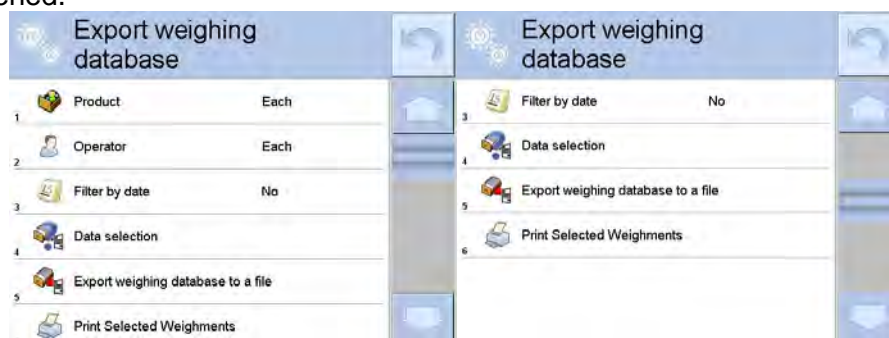 Export weighing
database
1 Product Each
2 Operator Each
3 Filter by date No
4 Data selection
5 Export weighing database to a file
Print Selected Weighments
Export weighing
database
3 Filter by date No
4 Data selection
5 Export weighing database to a file
6 Print Selected Weighments